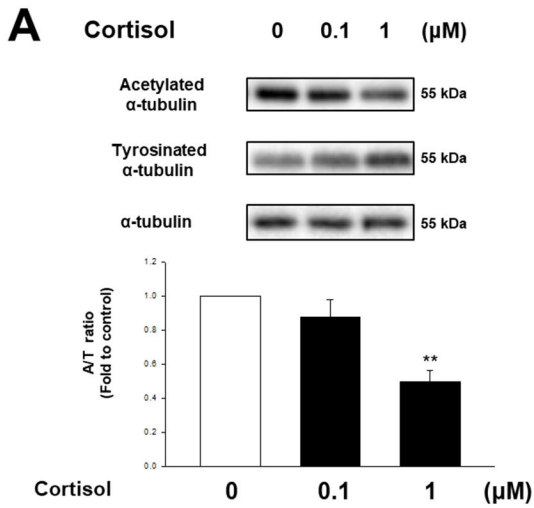 A
Cortisol 0 0.1 1 (μM)
Acetylated
α-tubulin
55 kDa
Tyrosinated
α-tubulin
55 kDa
α-tubulin
55 kDa
1.2
1.0
0.8
0.6
0.4
0.2
0.0
A/T ratio
(Fold to control)
**
Cortisol 0 0.1 1 (μM)